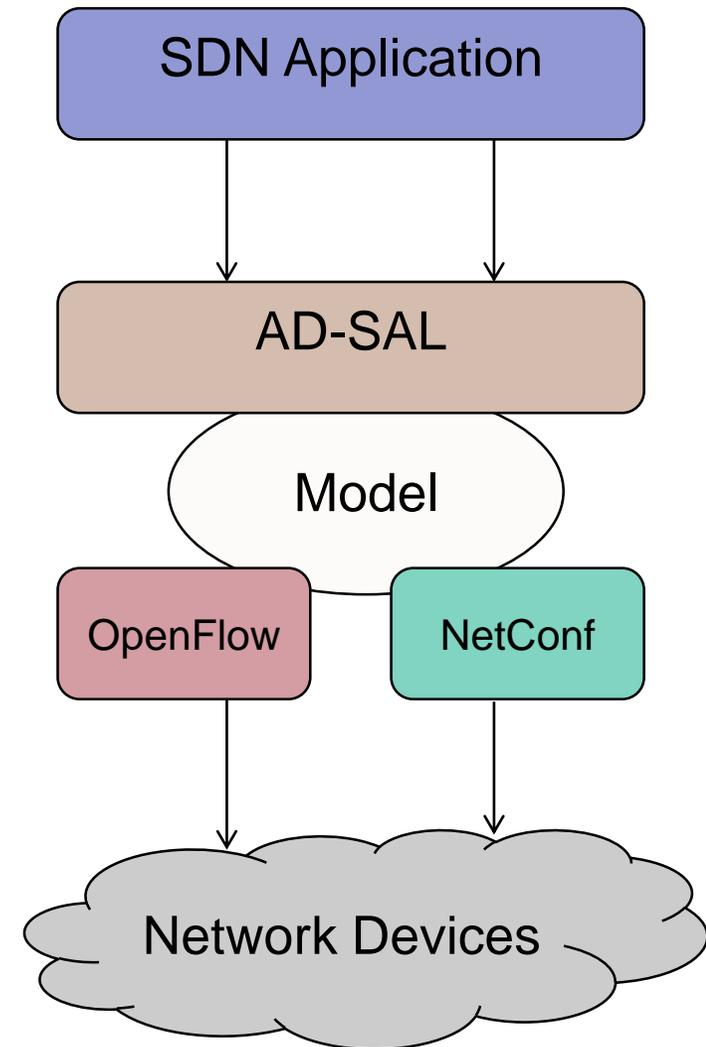 SDN Application
AD-SAL
Model
OpenFlow
NetConf
Network Devices